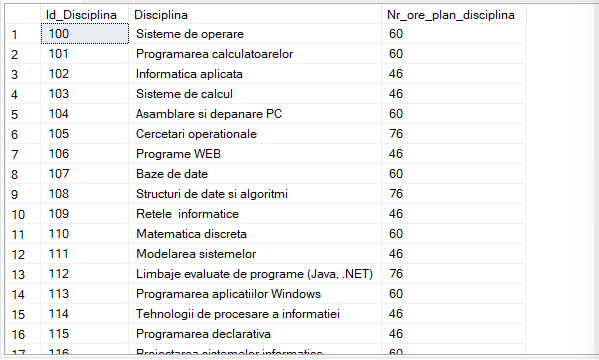 Id_Disciplina Disciplina Nr_ore_plan_disciplina
1 100 Sisteme de operare 60
2 101 Programarea calculatoarelor 60
3 102 Informatica aplicata 46
4 103 Sisteme de calcul 46
5 104 Asamblare si depanare PC 60
6 105 Cercetari operationale 76
7 106 Programe WEB 46
8 107 Baze de date 60
9 108 Structuri de date si algoritmi 76
10 109 Retele  informatice 46
11 110 Matematica discreta 60
12 111 Modelarea sistemelor 46
13 112 Limbaje evaluate de programe (Java, .NET) 76
14 113 Programarea aplicatiilor Windows 60
15 114 Tehnologii de procesare a informatiei 46
16 115 Programarea declarativa 46
17 116 Proiectarea sistemelor informatice 60